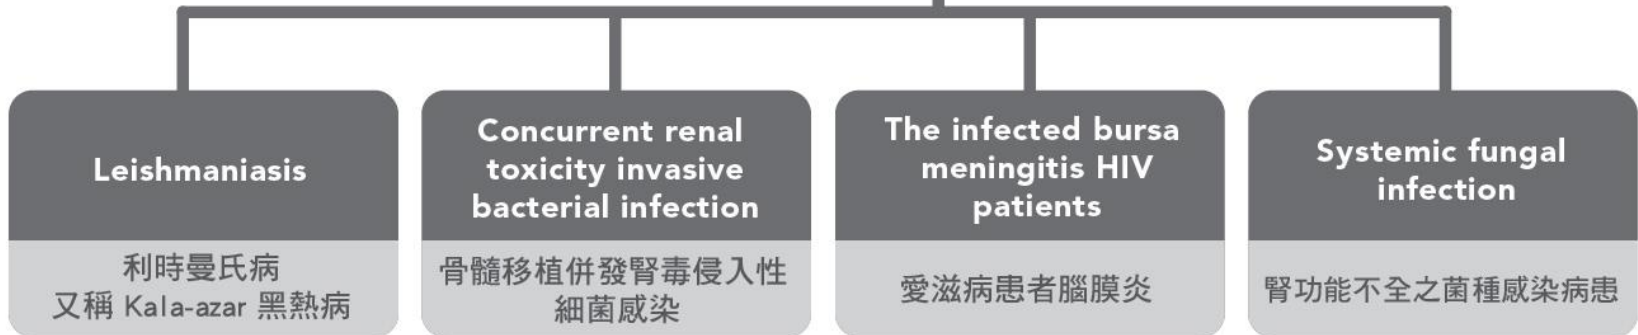 Leishmaniasis
利時曼氏病
又稱 Kala-azar 黑熱病
Concurrent renal
toxicity invasive
bacterial infection
骨髓移植併發腎毒侵入性
細菌感染
The infected bursa
meningitis HIV
patients
愛滋病患者腦膜炎
Systemic fungal
infection
腎功能不全之菌種感染病患